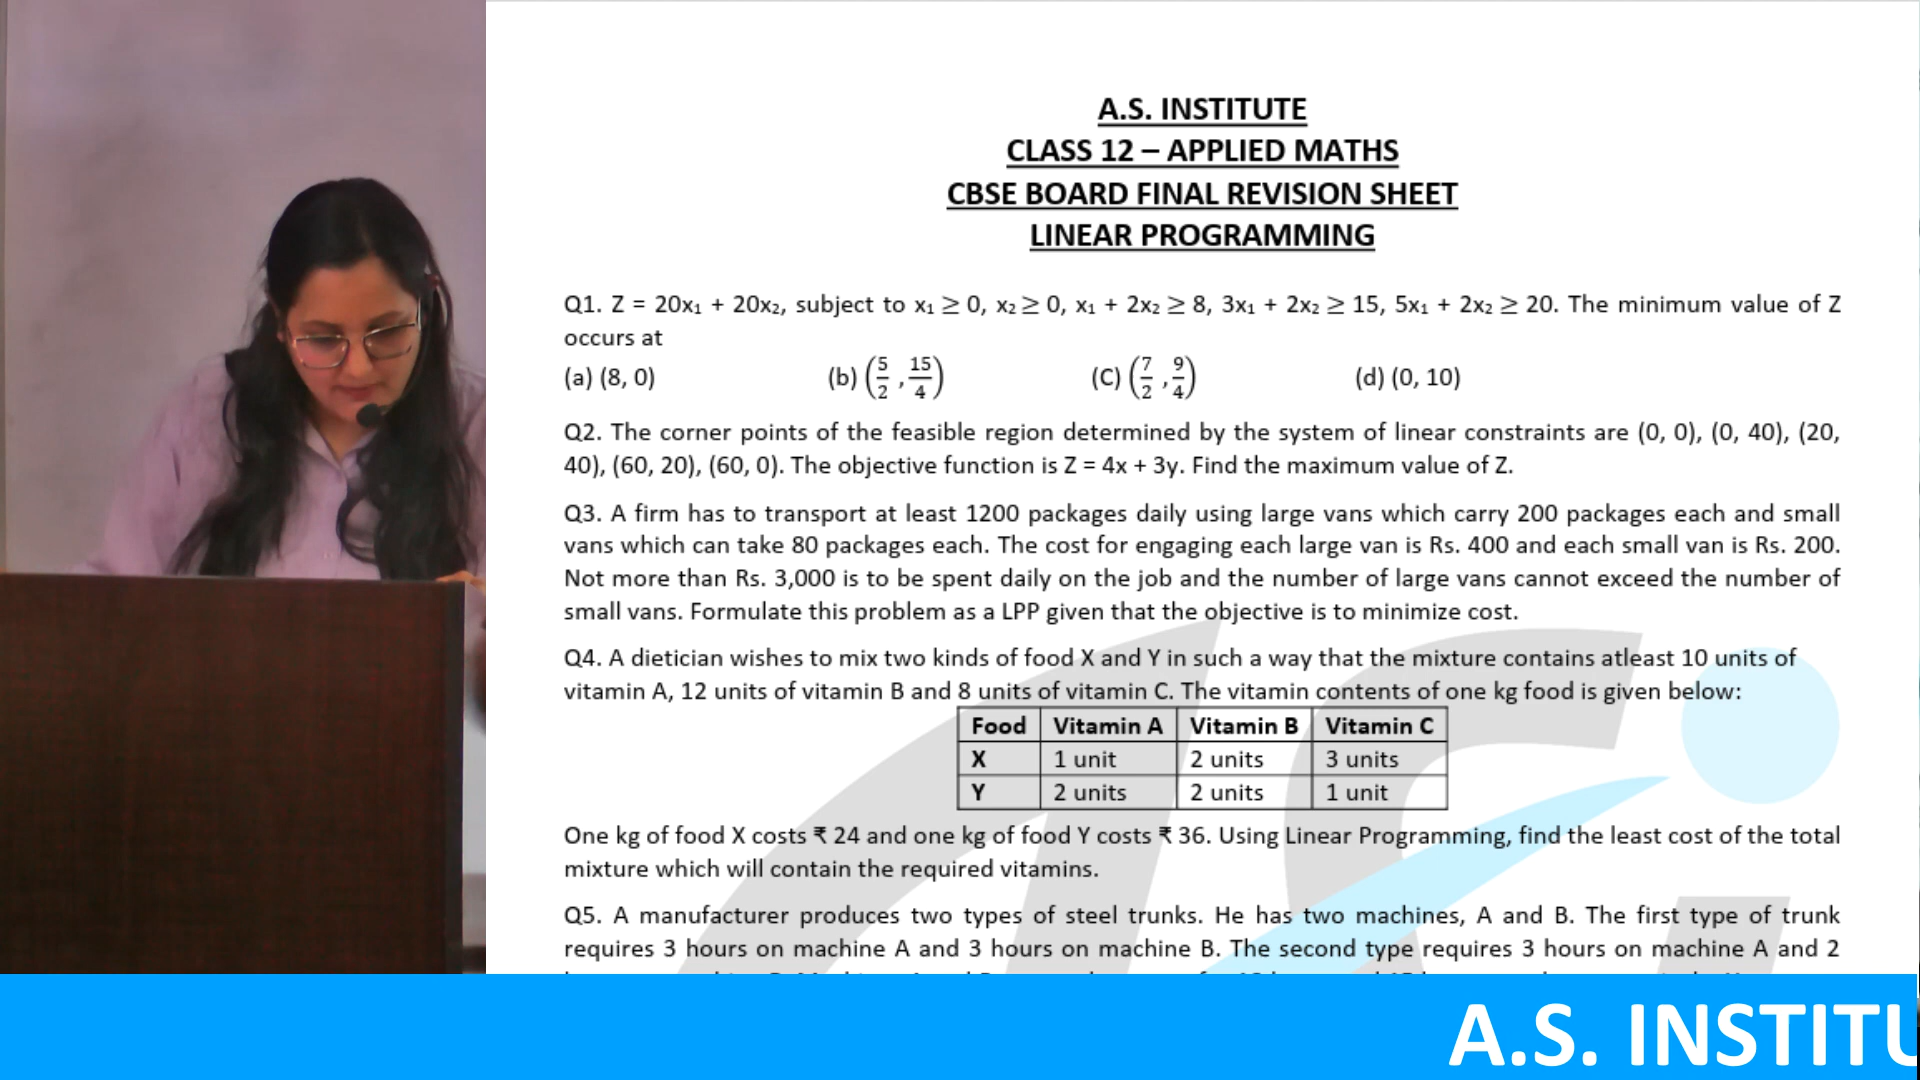 A.S. INSTITUTE
CLASS 12 – APPLIED MATHS
CBSE BOARD FINAL REVISION SHEET
LINEAR PROGRAMMING
Q1. Z = 20x₁ + 20x₂, subject to x₁ ≥ 0, x₂ ≥ 0, x₁ + 2x₂ ≥ 8, 3x₁ + 2x₂ ≥ 15, 5x₁ + 2x₂ ≥ 20. The minimum value of Z
occurs at
(a) (8, 0) (b) (5/2, 15/4) (C) (7/2, 9/4) (d) (0, 10)
Q2. The corner points of the feasible region determined by the system of linear constraints are (0, 0), (0, 40), (20,
40), (60, 20), (60, 0). The objective function is Z = 4x + 3y. Find the maximum value of Z.
Q3. A firm has to transport at least 1200 packages daily using large vans which carry 200 packages each and small
vans which can take 80 packages each. The cost for engaging each large van is Rs. 400 and each small van is Rs. 200.
Not more than Rs. 3,000 is to be spent daily on the job and the number of large vans cannot exceed the number of
small vans. Formulate this problem as a LPP given that the objective is to minimize cost.
Q4. A dietician wishes to mix two kinds of food X and Y in such a way that the mixture contains atleast 10 units of
vitamin A, 12 units of vitamin B and 8 units of vitamin C. The vitamin contents of one kg food is given below:
Food Vitamin A Vitamin B Vitamin C
X 1 unit 2 units 3 units
Y 2 units 2 units 1 unit
One kg of food X costs ₹ 24 and one kg of food Y costs ₹ 36. Using Linear Programming, find the least cost of the total
mixture which will contain the required vitamins.
Q5. A manufacturer produces two types of steel trunks. He has two machines, A and B. The first type of trunk
requires 3 hours on machine A and 3 hours on machine B. The second type requires 3 hours on machine A and 2
A.S. INSTITU